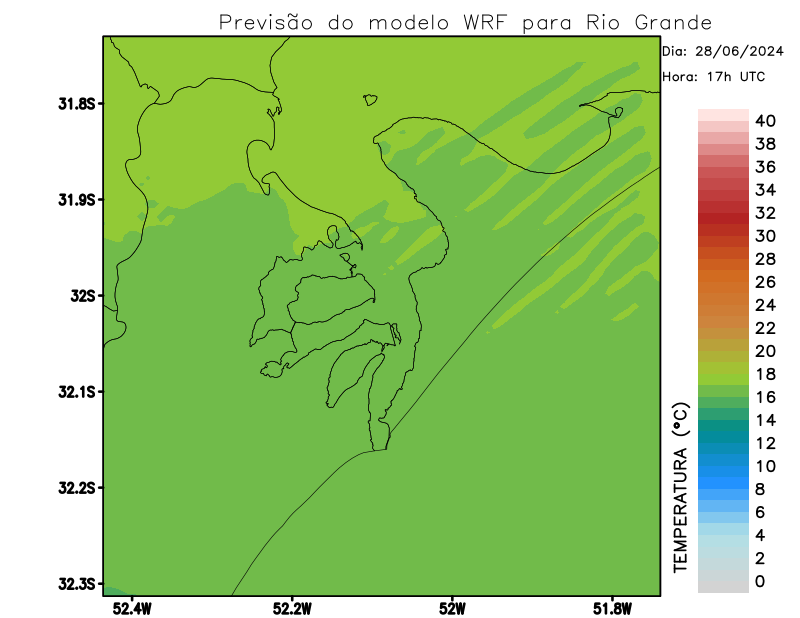 Previsão do modelo WRF para Rio Grande
Dia: 28/06/2024
Hora: 17h UTC
31.8S
31.9S
32S
32.1S
32.2S
32.3S
52.4W
52.2W
52W
51.8W
TEMPERATURA (°C)
40
38
36
34
32
30
28
26
24
22
20
18
16
14
12
10
8
6
4
2
0